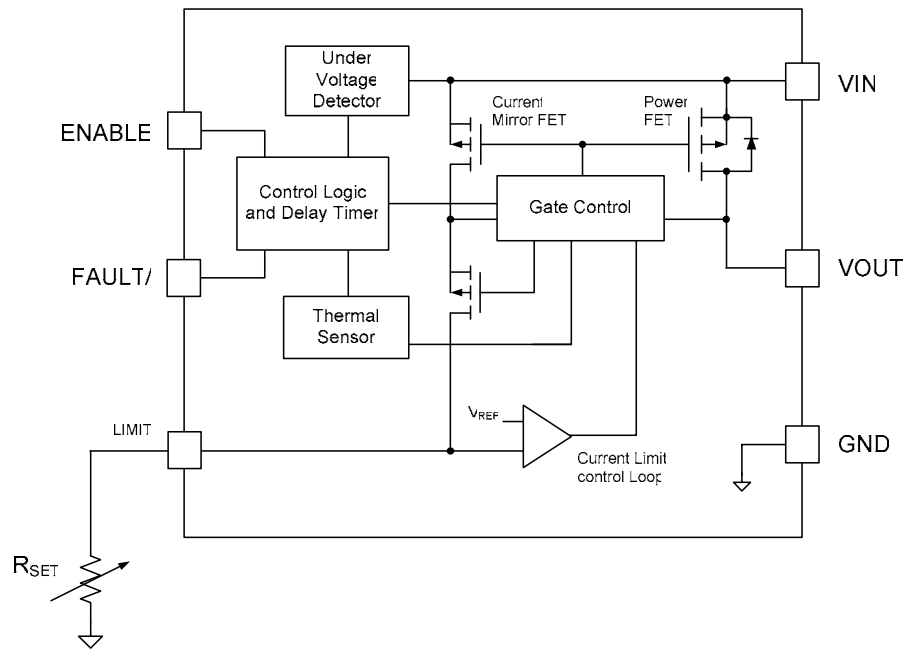 Under
Voltage
Detector
VIN
Current
Mirror FET
Power
FET
ENABLE
Control Logic
and Delay Timer
Gate Control
FAULT/
VOUT
Thermal
Sensor
LIMIT
VREF
GND
Current Limit
control Loop
RSET